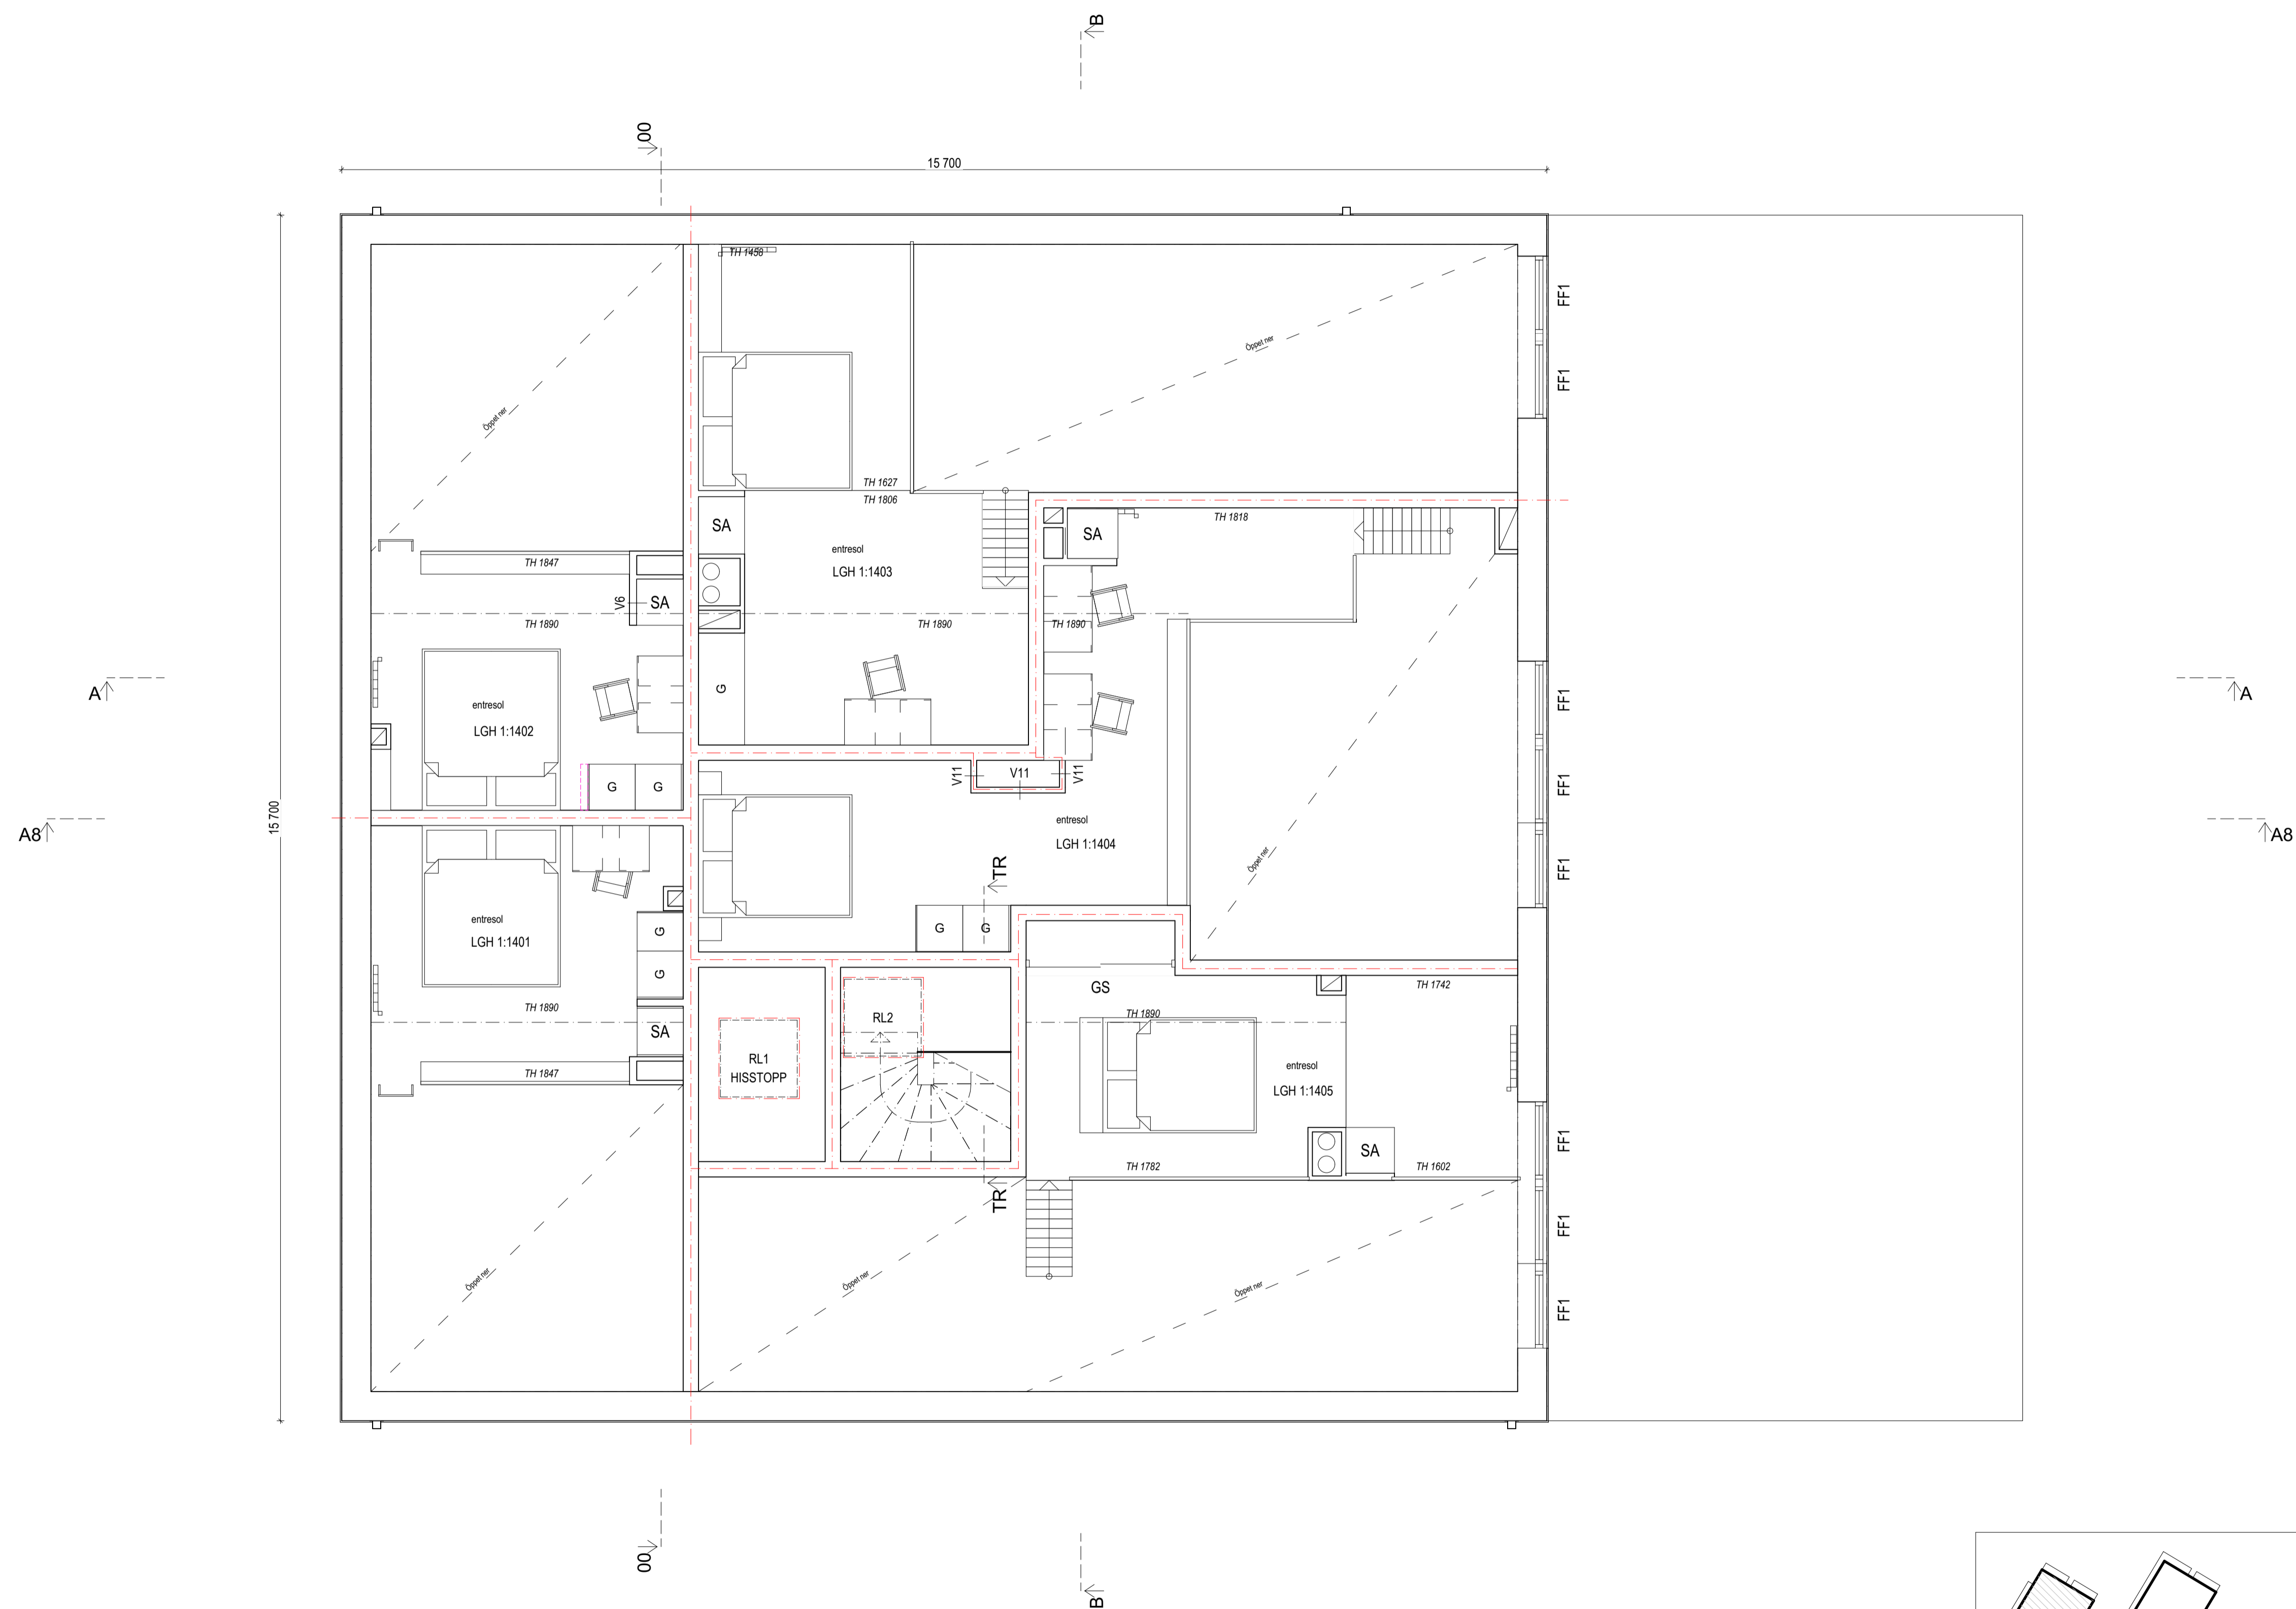 B
00
15 700
TH 1458
FF1
Öppet ner
FF1
Öppet ner
TH 1627
TH 1806
SA
TH 1818
SA
entresol
LGH 1:1403
TH 1847
V6
SA
TH 1890
TH 1890
TH 1890
A
A
G
entresol
LGH 1:1402
FF1
G
G
V11
V11
V11
FF1
15 700
A8
A8
entresol
LGH 1:1404
Öppet ner
FF1
TR
entresol
LGH 1:1401
G
G
G
G
GS
TH 1742
TH 1890
TH 1890
RL2
SA
RL1
HISSTOPP
TH 1847
entresol
LGH 1:1405
FF1
SA
TH 1782
TH 1602
TR
FF1
Öppet ner
Öppet ner
Öppet ner
FF1
00
B